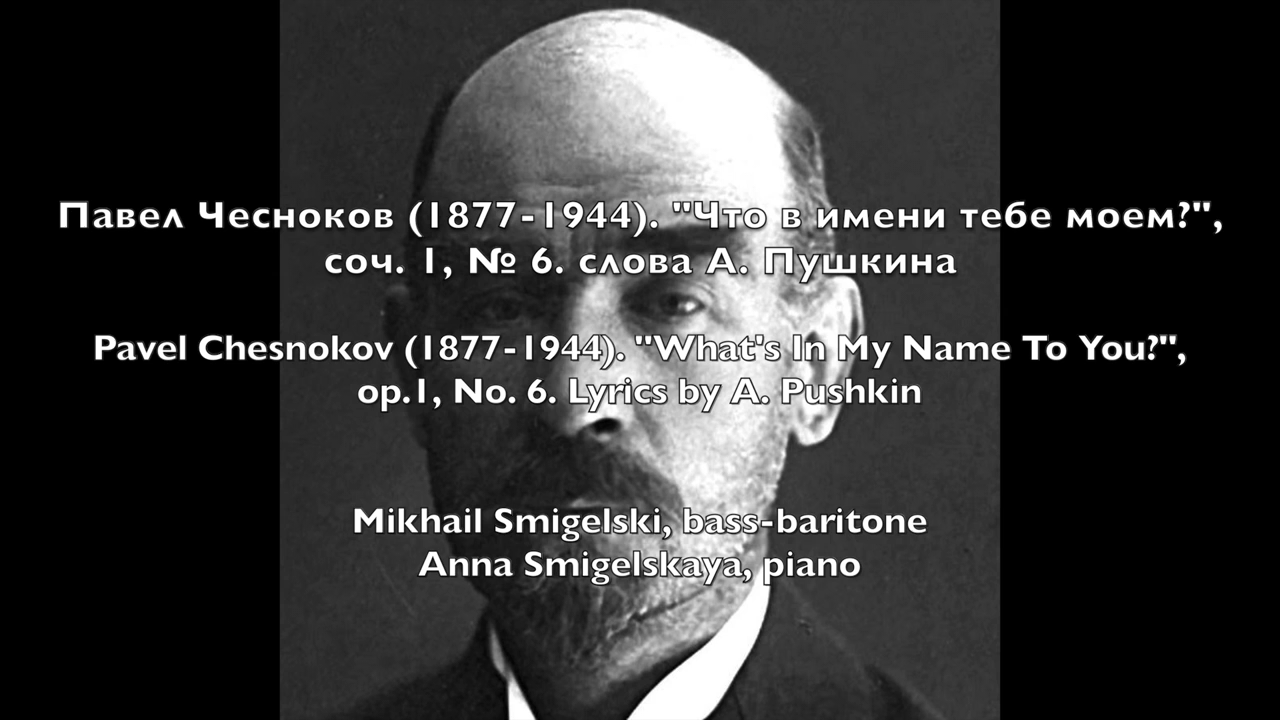 Павел Чесноков (1877-1944). "Что в имени тебе моем?",
соч. 1, № 6. слова А. Пушкина
Pavel Chesnokov (1877-1944). "What's In My Name To You?",
op.1, No. 6. Lyrics by A. Pushkin
Mikhail Smigelski, bass-baritone
Anna Smigelskaya, piano